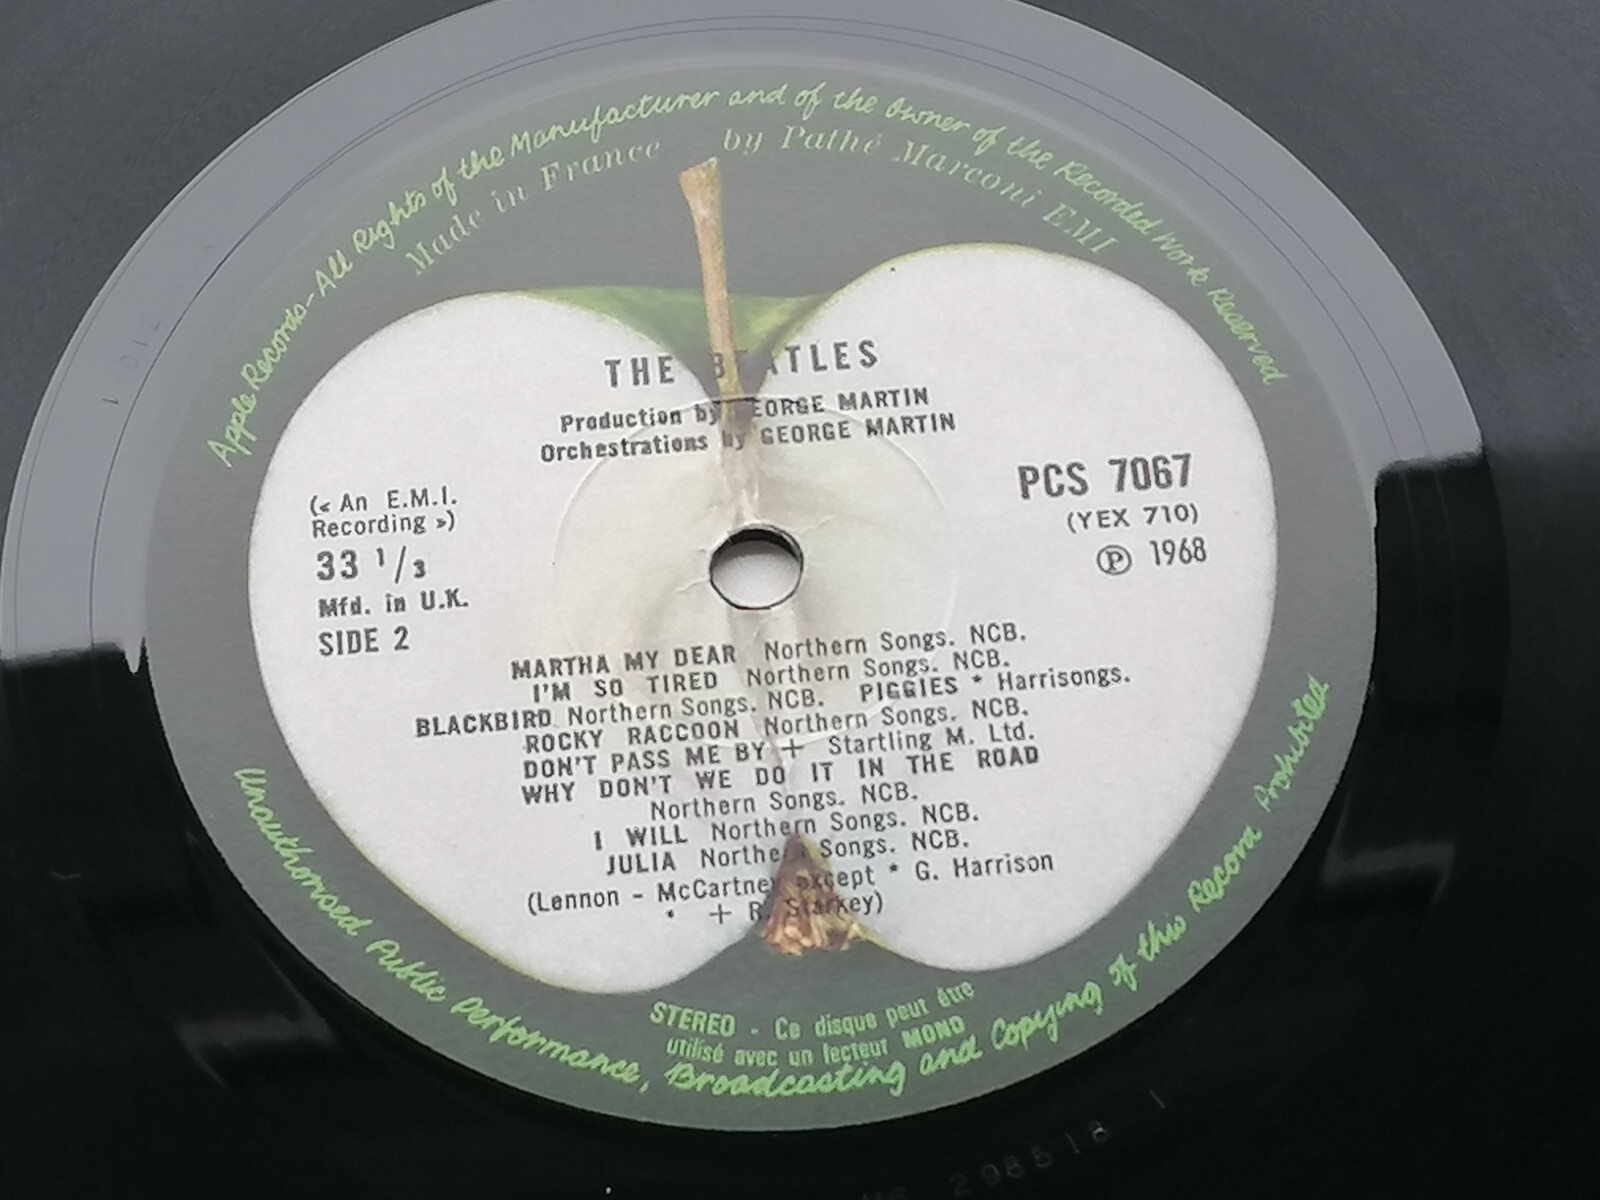 Apple Records-All Rights of the Manufacturer and of the Owner of the Recorded Work Reserved
Made in France by Pathé Marconi EMI
THE BEATLES
Production by GEORGE MARTIN
Orchestrations by GEORGE MARTIN
(« An E.M.I.
Recording »)
33 1/3
Mfd. in U.K.
SIDE 2
PCS 7067
(YEX 710)
℗ 1968
MARTHA MY DEAR Northern Songs. NCB.
I'M SO TIRED Northern Songs. NCB.
BLACKBIRD Northern Songs. NCB. PIGGIES * Harrisongs.
ROCKY RACCOON Northern Songs. NCB.
DON'T PASS ME BY + Startling M. Ltd.
WHY DON'T WE DO IT IN THE ROAD
Northern Songs. NCB.
I WILL Northern Songs. NCB.
JULIA Northern Songs. NCB.
(Lennon - McCartney except * G. Harrison
+ R. Starkey)
STEREO - Ce disque peut être
utilisé avec un lecteur MONO
Unauthorised Public Performance, Broadcasting and Copying of this Record Prohibited
298518 1